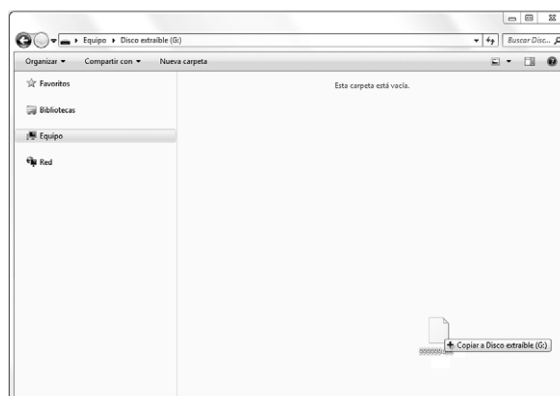 Equipo Disco extraíble (G:)
Buscar Disc...
Organizar Compartir con Nueva carpeta
Favoritos
Esta carpeta está vacía.
Bibliotecas
Equipo
Red
Copiar a Disco extraíble (G:)